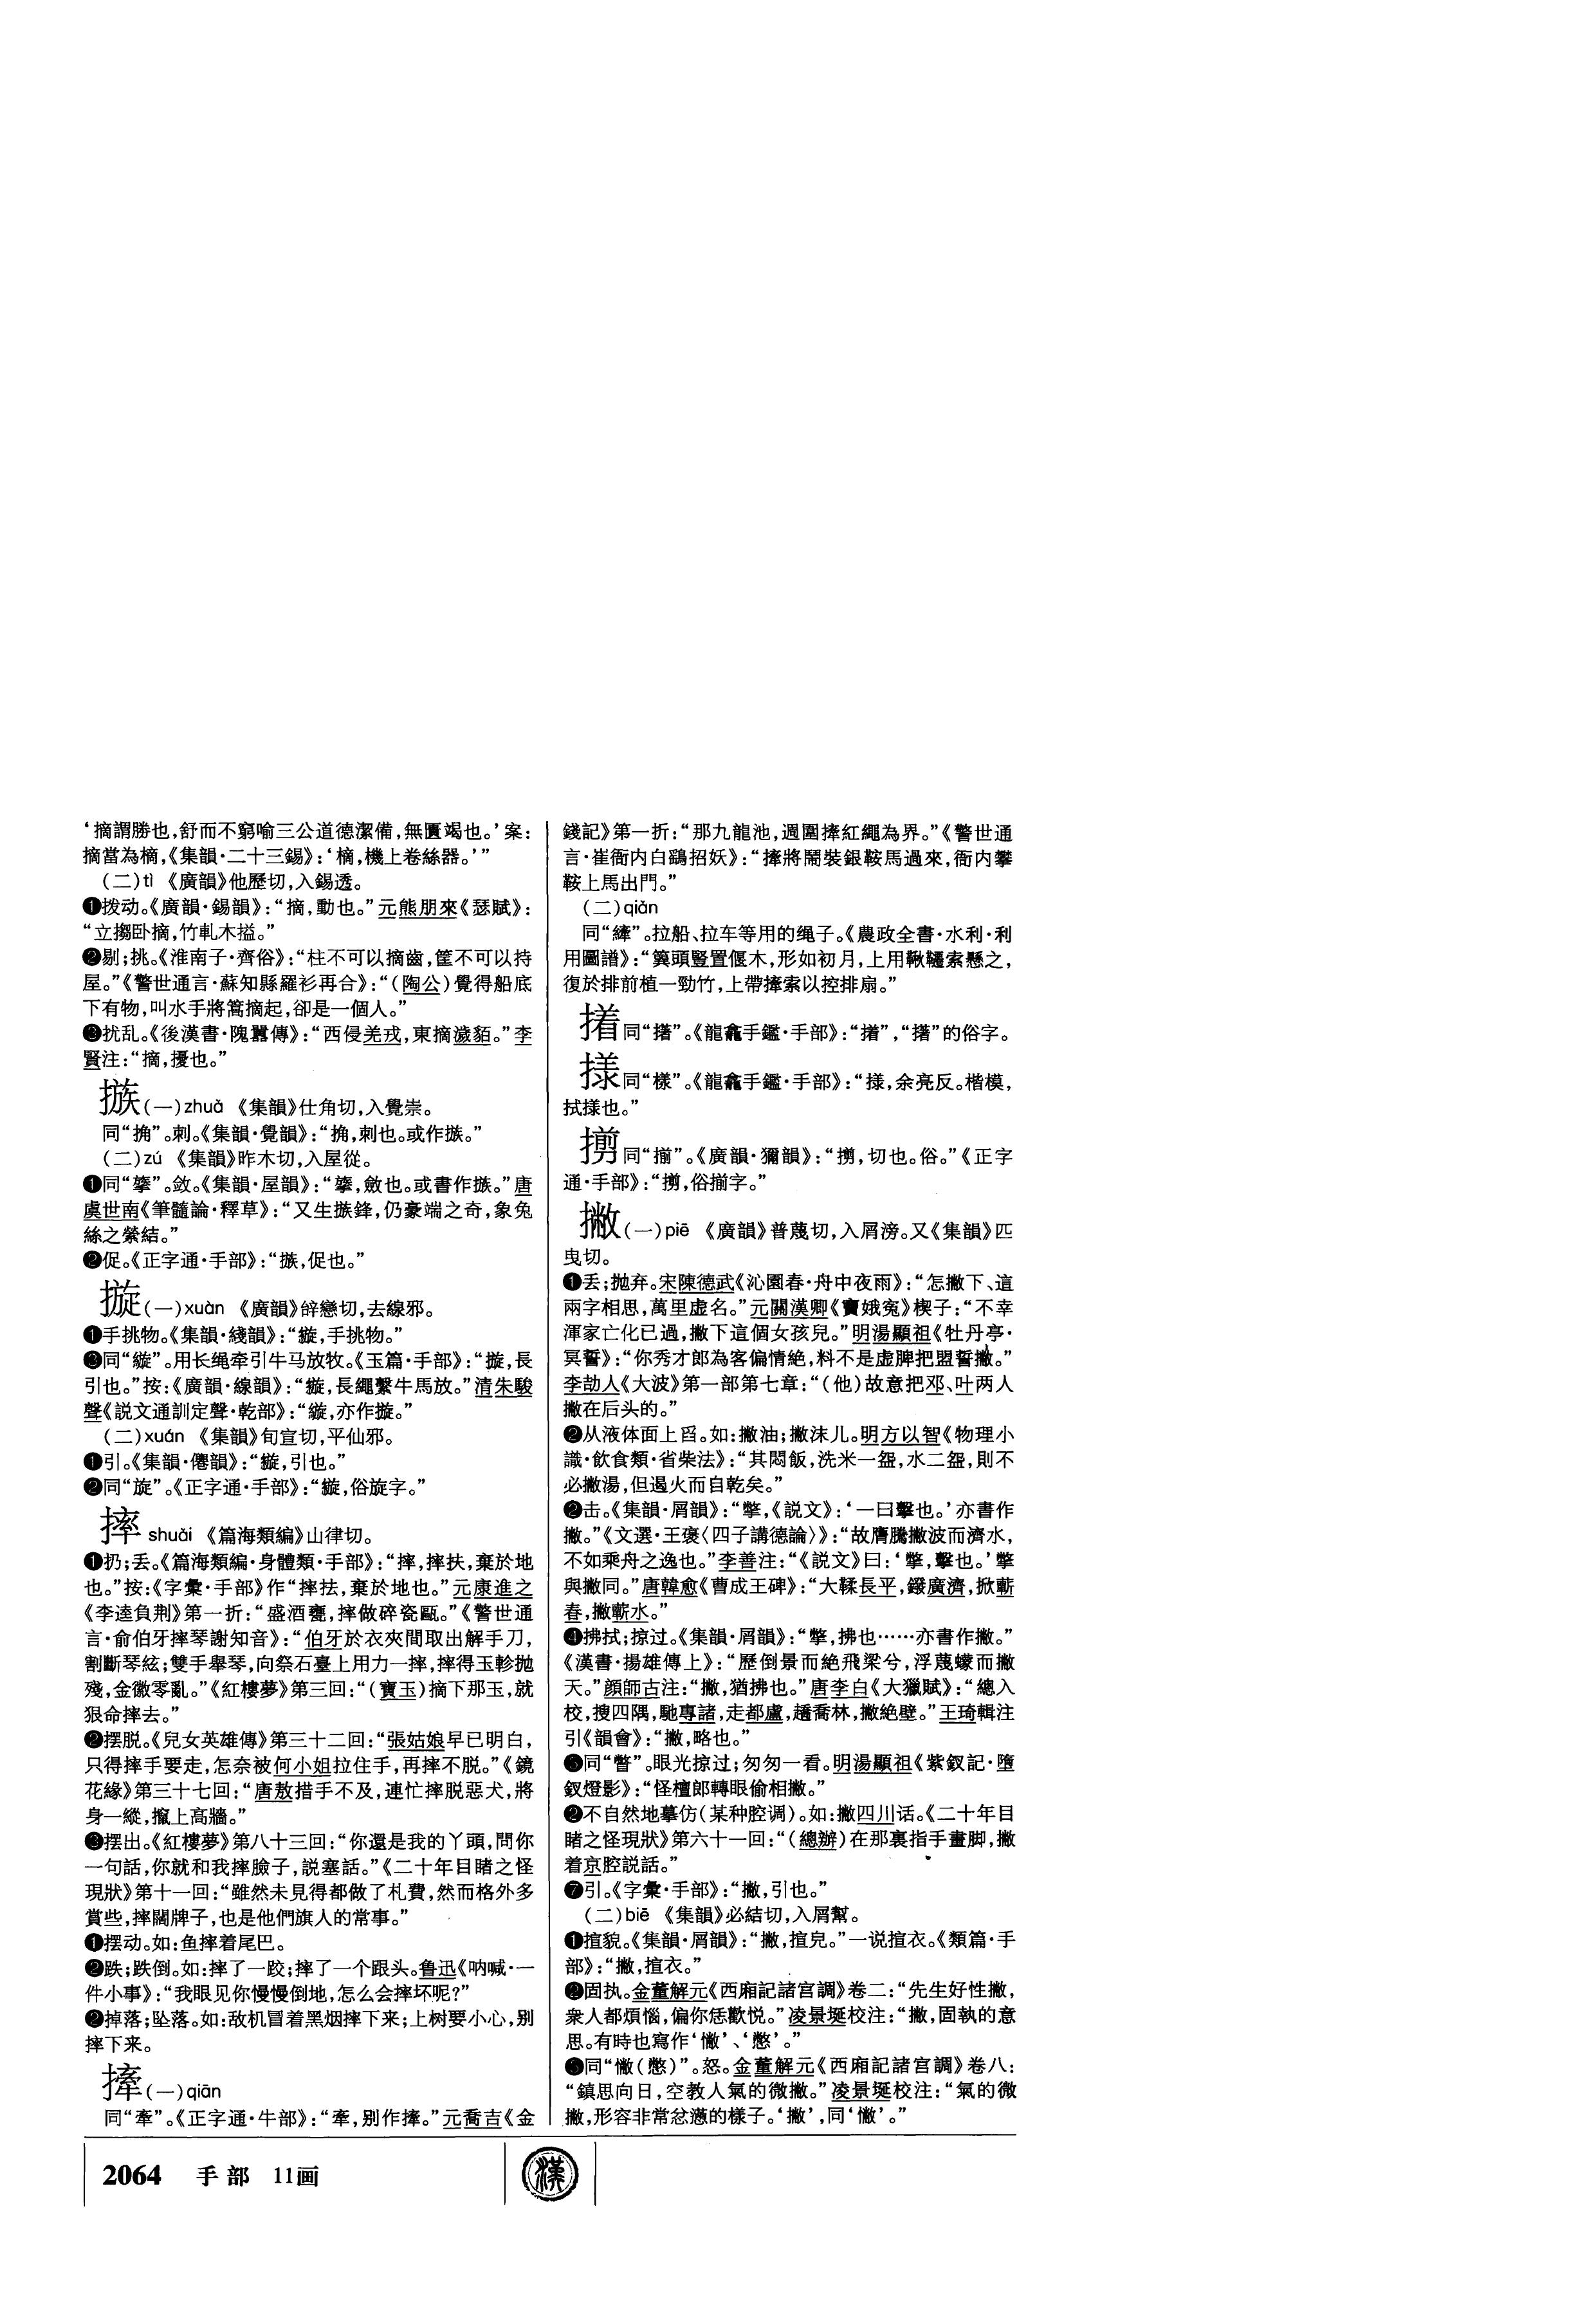 ‘摘謂勝也，舒而不窮喻三公道德潔備，無匱竭也。’案：
摘當為樀，《集韻·二十三錫》：‘樀，機上卷絲器。’”
（二）tì 《廣韻》他歷切，入錫透。
❶拨动。《廣韻·錫韻》：“摘，動也。”元熊朋來《瑟賦》：
“立搊卧摘，竹軋木搤。”
❷剔；挑。《淮南子·齊俗》：“柱不可以摘齒，筐不可以持
屋。”《警世通言·蘇知縣羅衫再合》：“（陶公）覺得船底
下有物，叫水手將篙摘起，卻是一個人。”
❸扰乱。《後漢書·隗囂傳》：“西侵羌戎，東摘濊貊。”李
賢注：“摘，擾也。”
摵（一）zhuǎ 《集韻》仕角切，入覺崇。
同“捔”。刺。《集韻·覺韻》：“捔，刺也。或作㨞。”
（二）zú 《集韻》昨木切，入屋從。
❶同“㩆”。敛。《集韻·屋韻》：“，斂也。或書作。”唐
虞世南《筆髓論·釋草》：“又生鋒，仍豪端之奇，象兔
絲之縈結。”
❷促。《正字通·手部》：“，促也。”
㨬（一）xuàn 《廣韻》辝戀切，去線邪。
❶手挑物。《集韻·綫韻》：“，手挑物。”
❸同“縼”。用长绳牵引牛马放牧。《玉篇·手部》：“，長
引也。”按：《廣韻·線韻》：“，長繩繫牛馬放。”清朱駿
聲《説文通訓定聲·乾部》：“縼，亦作。”
（二）xuán 《集韻》旬宣切，平仙邪。
❶引。《集韻·僊韻》：“，引也。”
❷同“旋”。《正字通·手部》：“，俗旋字。”
摔 shuǎi 《篇海類編》山律切。
❶扔；丢。《篇海類編·身體類·手部》：“摔，摔扶，棄於地
也。”按：《字彙·手部》作“摔抾，棄於地也。”元康進之
《李逵負荆》第一折：“盛酒甕，摔做碎瓷甌。”《警世通
言·俞伯牙摔琴謝知音》：“伯牙於衣夾間取出解手刀，
割斷琴絃；雙手舉琴，向祭石臺上用力一摔，摔得玉軫抛
殘，金徽零亂。”《紅樓夢》第三回：“（寶玉）摘下那玉，就
狠命摔去。”
❷摆脱。《兒女英雄傳》第三十二回：“張姑娘早已明白，
只得摔手要走，怎奈被何小姐拉住手，再摔不脱。”《鏡
花緣》第三十七回：“唐敖措手不及，連忙摔脱惡犬，將
身一縱，攛上高牆。”
❸摆出。《紅樓夢》第八十三回：“你還是我的丫頭，問你
一句話，你就和我摔臉子，説塞話。”《二十年目睹之怪
現狀》第十一回：“雖然未見得都做了札費，然而格外多
賞些，摔闊牌子，也是他們旗人的常事。”
❶摆动。如：鱼摔着尾巴。
❷跌；跌倒。如：摔了一跤；摔了一个跟头。鲁迅《呐喊·一
件小事》：“我眼见你慢慢倒地，怎么会摔坏呢？”
❷掉落；坠落。如：敌机冒着黑烟摔下来；上树要小心，别
摔下来。
㩃（一）qiān
同“牽”。《正字通·牛部》：“牽，别作撁。”元喬吉《金
錢記》第一折：“那九龍池，週圍撁紅繩為界。”《警世通
言·崔衙内白鷂招妖》：“撁將鬧裝銀鞍馬過來，衙内攀
鞍上馬出門。”
（二）qiǎn
同“縴”。拉船、拉车等用的绳子。《農政全書·水利·利
用圖譜》：“簨頭豎置偃木，形如初月，上用鞦韆索懸之，
復於排前植一勁竹，上帶撁索以控排扇。”
撯同“撯”。《龍龕手鑑·手部》：“，”的俗字。
㨾同“樣”。《龍龕手鑑·手部》：“㨾，余亮反。楷模，
拭㨾也。”
㨵同“揃”。《廣韻·獮韻》：“，切也。俗。”《正字
通·手部》：“，俗揃字。”
撇（一）piē 《廣韻》普蔑切，入屑滂。又《集韻》匹
曳切。
❶丢；抛弃。宋陳德武《沁園春·舟中夜雨》：“怎撇下、這
兩字相思，萬里虚名。”元關漢卿《竇娥寃》楔子：“不幸
渾家亡化已過，撇下這個女孩兒。”明湯顯祖《牡丹亭·
冥誓》：“你秀才郎為客偏情絶，料不是虚脾把盟誓撇。”
李劼人《大波》第一部第七章：“（他）故意把邓、叶两人
撇在后头的。”
❷从液体面上舀。如：撇油；撇沫儿。明方以智《物理小
識·飲食類·省柴法》：“其悶飯，洗米一盌，水二盌，則不
必撇湯，但遏火而自乾矣。”
❷击。《集韻·屑韻》：“擎，《説文》：‘一曰擊也。’亦書作
撇。”《文選·王褒〈四子講德論〉》：“故膺騰撇波而濟水，
不如乘舟之逸也。”李善注：“《説文》曰：‘擎，擊也。’擎
與撇同。”唐韓愈《曹成王碑》：“大鞣長平，鏺廣濟，掀蘄
春，撇蘄水。”
❹拂拭；掠过。《集韻·屑韻》：“擎，拂也……亦書作撇。”
《漢書·揚雄傳上》：“歷倒景而絶飛梁兮，浮蔑蠓而撇
天。”顔師古注：“撇，猶拂也。”唐李白《大獵賦》：“總入
校，搜四隅，馳專諸，走都盧，趫喬林，撇絶壁。”王琦輯注
引《韻會》：“撇，略也。”
❺同“瞥”。眼光掠过；匆匆一看。明湯顯祖《紫釵記·墮
釵燈影》：“怪檀郎轉眼偷相撇。”
❷不自然地摹仿（某种腔调）。如：撇四川话。《二十年目
睹之怪現狀》第六十一回：“（總辦）在那裏指手畫脚，撇
着京腔説話。”
❼引。《字彙·手部》：“撇，引也。”
（二）biē 《集韻》必結切，入屑幫。
❶揎貌。《集韻·屑韻》：“撇，揎皃。”一说揎衣。《類篇·手
部》：“撇，揎衣。”
❷固执。金董解元《西廂記諸宫調》卷二：“先生好性撇，
衆人都煩惱，偏你恁歡悦。”凌景埏校注：“撇，固執的意
思。有時也寫作‘㦢’、‘憋’。”
❸同“㦢（憋）”。怒。金董解元《西廂記諸宫調》卷八：
“鎮思向日，空教人氣的微撇。”凌景埏校注：“氣的微
撇，形容非常忿懣的樣子。‘撇’，同‘㦢’。”
2064 手部 11画
漢